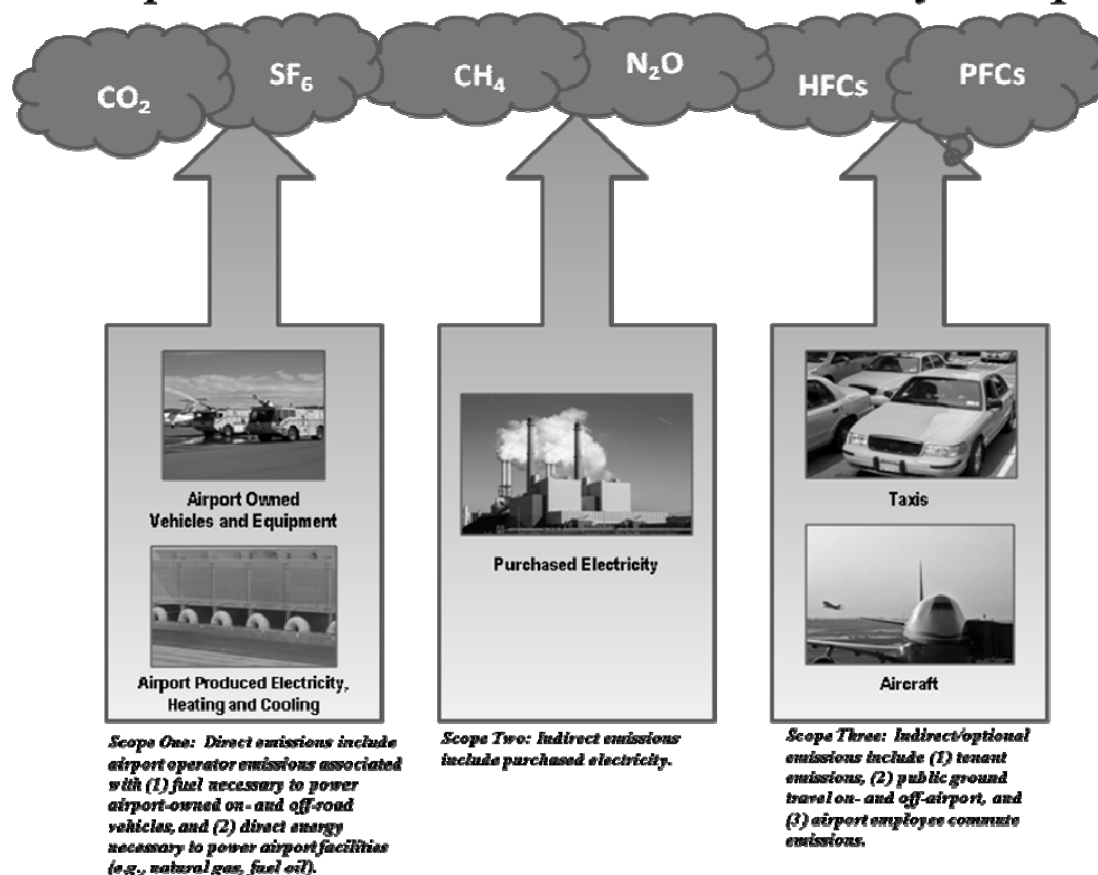 CO₂
SF₆
CH₄
N₂O
HFCs
PFCs
Airport Owned
Vehicles and Equipment
Airport Produced Electricity,
Heating and Cooling
Scope One: Direct emissions include
airport operator emissions associated
with (1) fuel necessary to power
airport-owned on- and off-road
vehicles, and (2) direct energy
necessary to power airport facilities
(e.g., natural gas, fuel oil).
Purchased Electricity
Scope Two: Indirect emissions
include purchased electricity.
Taxis
Aircraft
Scope Three: Indirect/optional
emissions include (1) tenant
emissions, (2) public ground
travel on- and off-airport, and
(3) airport employee commute
emissions.